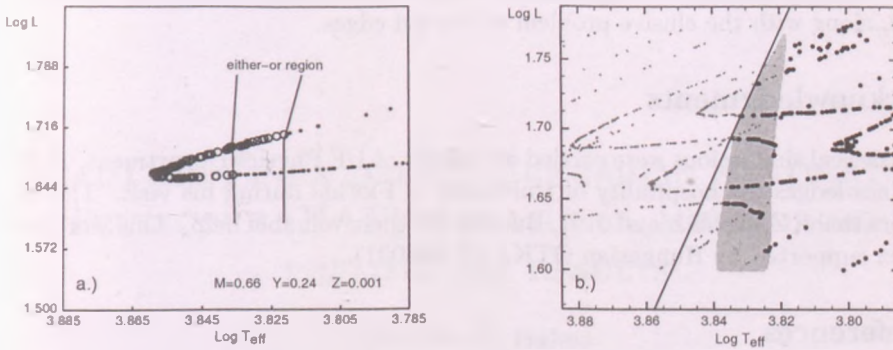 Log L
1.788
1.716
1.644
1.572
1.500
either-or region
a.)
M=0.66 Y=0.24 Z=0.001
3.885
3.865
3.845
3.825
3.805
3.785
Log Teff
Log L
1.75
1.70
1.65
1.60
b.)
3.88
3.86
3.84
3.82
3.80
Log Teff